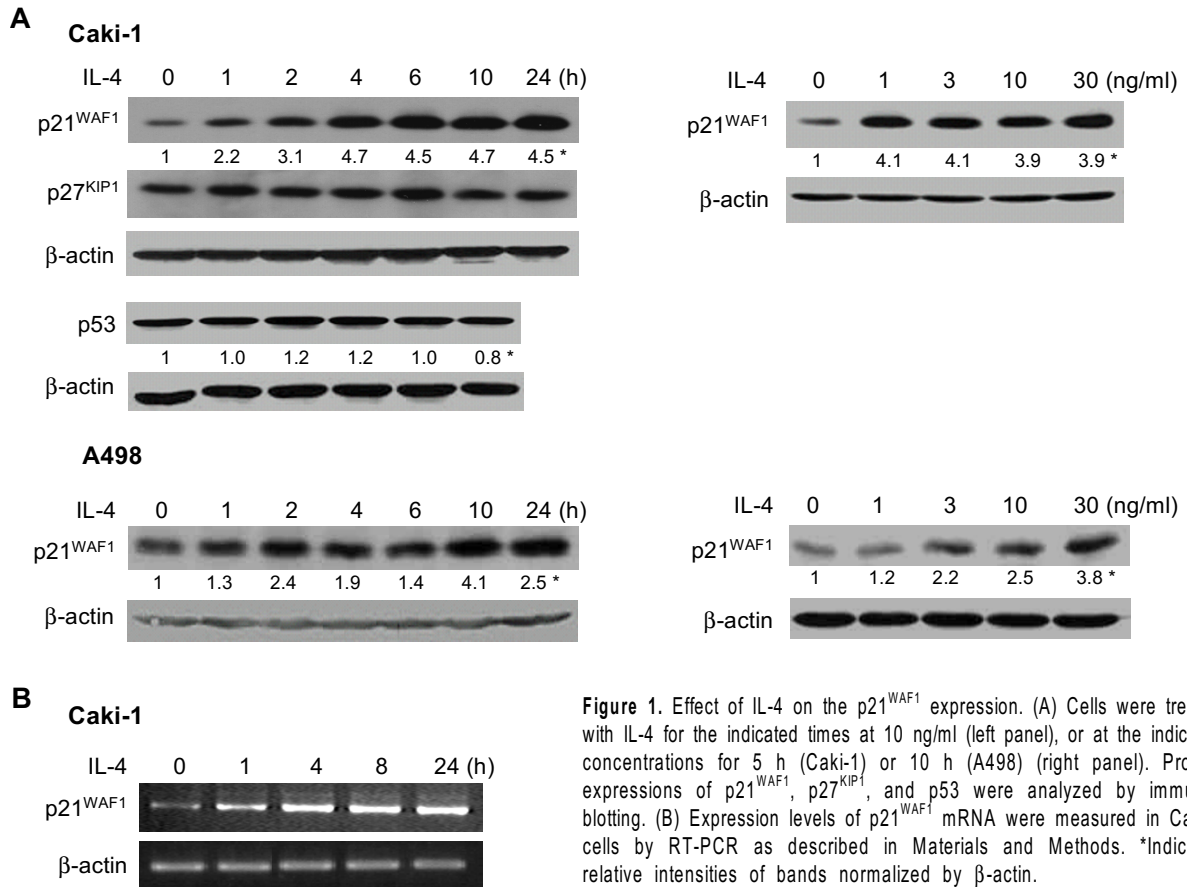 A
Caki-1
IL-4 0 1 2 4 6 10 24 (h)
p21WAF1
1 2.2 3.1 4.7 4.5 4.7 4.5 *
p27KIP1
β-actin
p53
1 1.0 1.2 1.2 1.0 0.8 *
β-actin
IL-4 0 1 3 10 30 (ng/ml)
p21WAF1
1 4.1 4.1 3.9 3.9 *
β-actin
A498
IL-4 0 1 2 4 6 10 24 (h)
p21WAF1
1 1.3 2.4 1.9 1.4 4.1 2.5 *
β-actin
IL-4 0 1 3 10 30 (ng/ml)
p21WAF1
1 1.2 2.2 2.5 3.8 *
β-actin
B
Caki-1
IL-4 0 1 4 8 24 (h)
p21WAF1
β-actin
Figure 1. Effect of IL-4 on the p21WAF1 expression. (A) Cells were trea
with IL-4 for the indicated times at 10 ng/ml (left panel), or at the indica
concentrations for 5 h (Caki-1) or 10 h (A498) (right panel). Pro
expressions of p21WAF1, p27KIP1, and p53 were analyzed by immu
blotting. (B) Expression levels of p21WAF1 mRNA were measured in Ca
cells by RT-PCR as described in Materials and Methods. *Indic
relative intensities of bands normalized by β-actin.